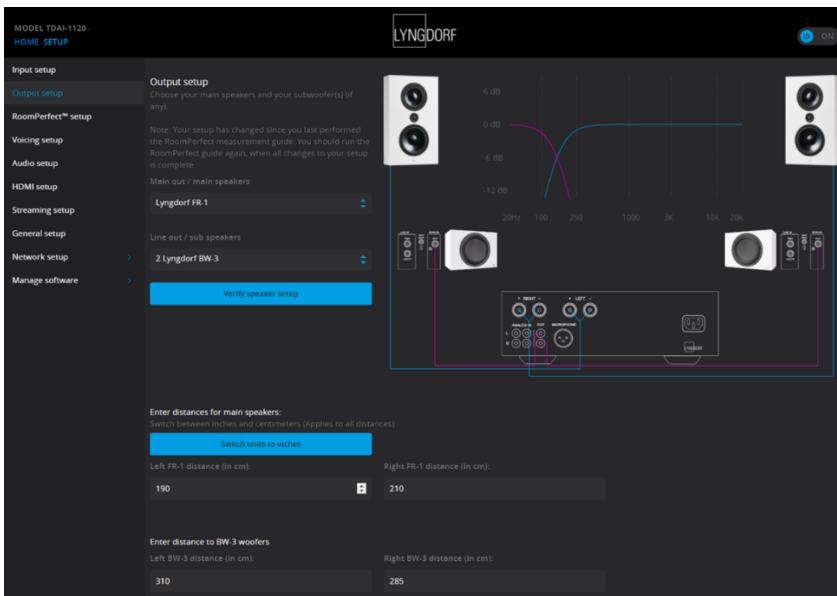 MODEL TDAI-1120
HOME SETUP
LYNGDORF
ON
Input setup
Output setup
RoomPerfect™ setup
Voicing setup
Audio setup
HDMI setup
Streaming setup
General setup
Network setup
Manage software
Output setup
Choose your main speakers and your subwoofer(s) (if
any).
Note: Your setup has changed since you last performed
the RoomPerfect measurement guide. You should run the
RoomPerfect guide again, when all changes to your setup
is complete
Main out / main speakers
Lyngdorf FR-1
Line out / sub speakers
2 Lyngdorf BW-3
Verify speaker setup
6 dB
0 dB
-6 dB
-12 dB
20Hz 100 250 1000 3K 10K 20K
+ RIGHT - + LEFT -
ANALOG IN OUT MICROPHONE
L
R
LYNGDORF
Enter distances for main speakers:
Switch between Inches and centimeters (Applies to all distances)
Switch units to inches
Left FR-1 distance (in cm):
190
Right FR-1 distance (in cm):
210
Enter distance to BW-3 woofers
Left BW-3 distance (in cm):
310
Right BW-3 distance (in cm):
285